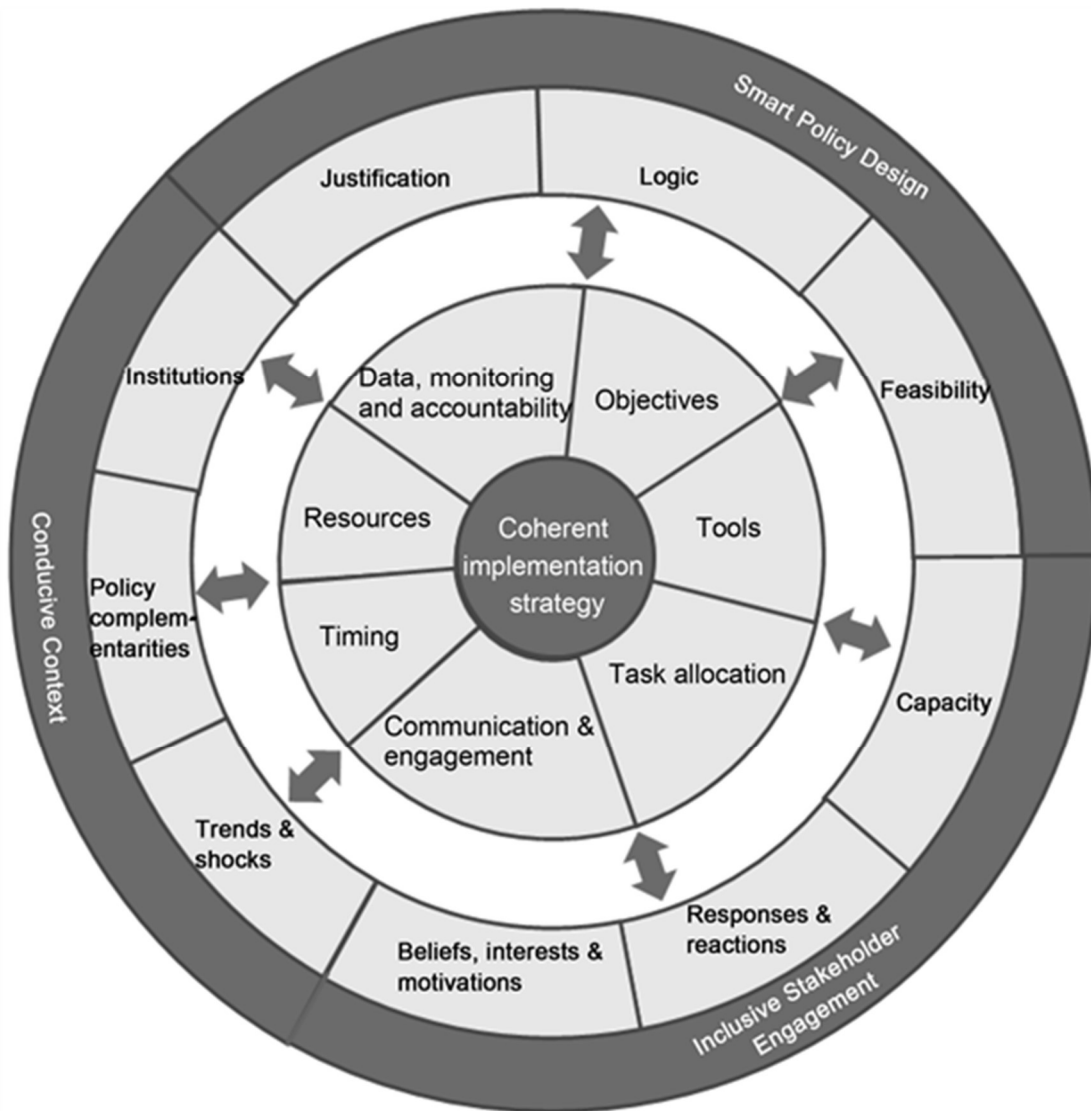 Smart Policy Design
Justification
Logic
Feasibility
Capacity
Inclusive Stakeholder
Engagement
Responses &
reactions
Beliefs, interests &
motivations
Trends &
shocks
Policy
complem-
entarities
Institutions
Conducive Context
Data, monitoring
and accountability
Objectives
Tools
Task allocation
Communication &
engagement
Timing
Resources
Coherent
implementation
strategy